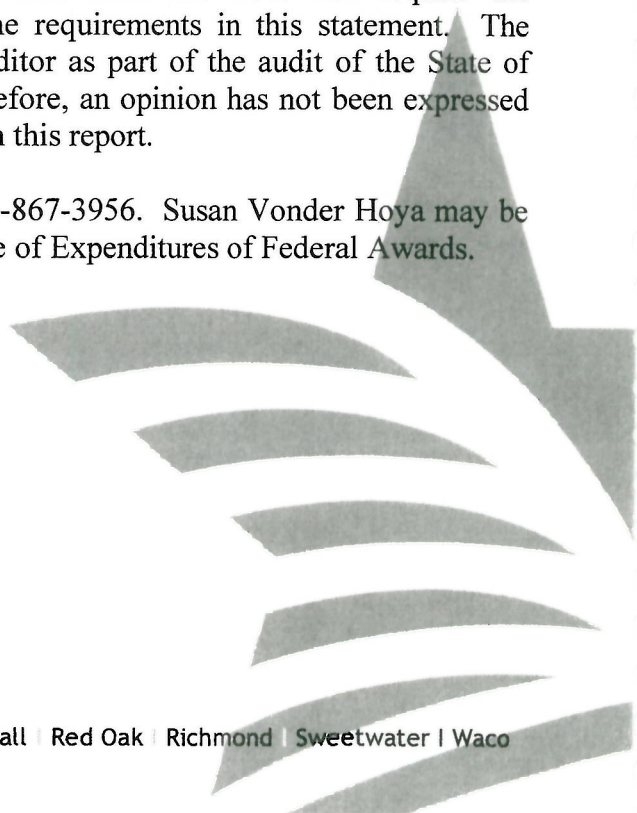 e requirements in this statement. The
ditor as part of the audit of the State of
efore, an opinion has not been expressed
this report.
-867-3956. Susan Vonder Hoya may be
e of Expenditures of Federal Awards.
all | Red Oak | Richmond | Sweetwater | Waco